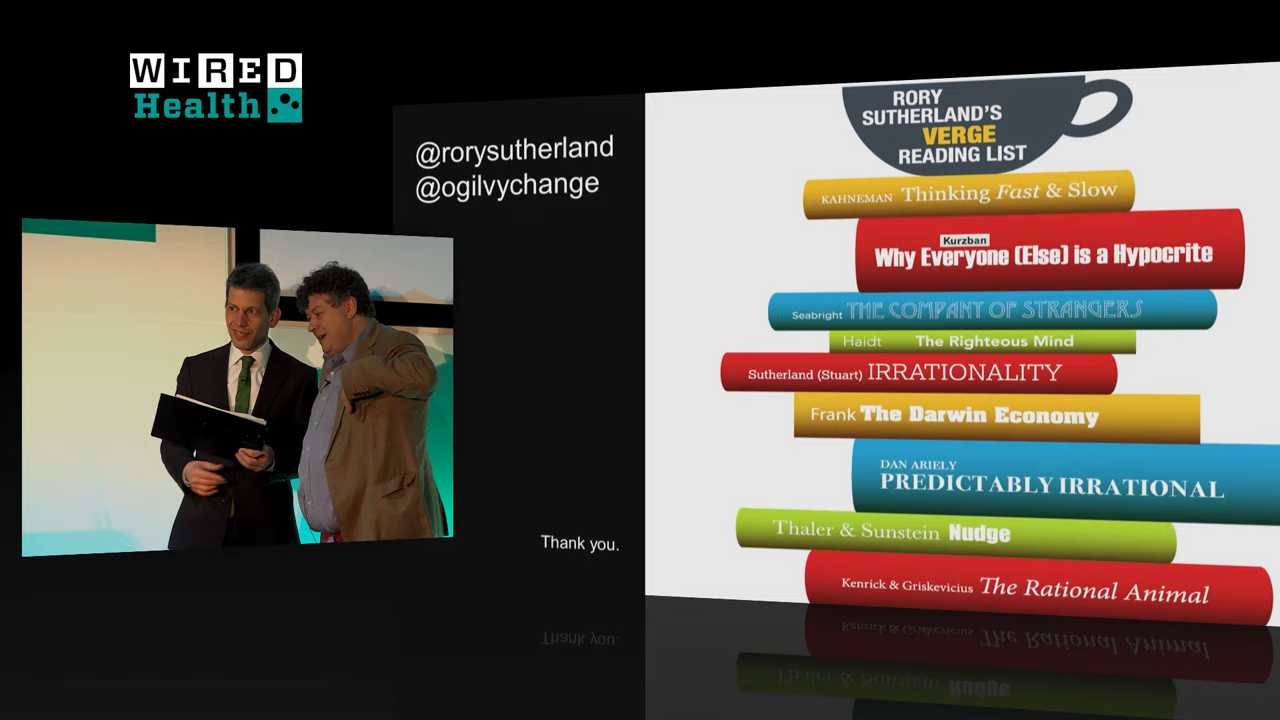 WIRED
Health
@rorysutherland
@ogilvychange
Thank you.
RORY
SUTHERLAND'S
VERGE
READING LIST
KAHNEMAN Thinking Fast & Slow
Kurzban
Why Everyone (Else) is a Hypocrite
Seabright THE COMPANY OF STRANGERS
Haidt The Righteous Mind
Sutherland (Stuart) IRRATIONALITY
Frank The Darwin Economy
DAN ARIELY
PREDICTABLY IRRATIONAL
Thaler & Sunstein Nudge
Kenrick & Griskevicius The Rational Animal